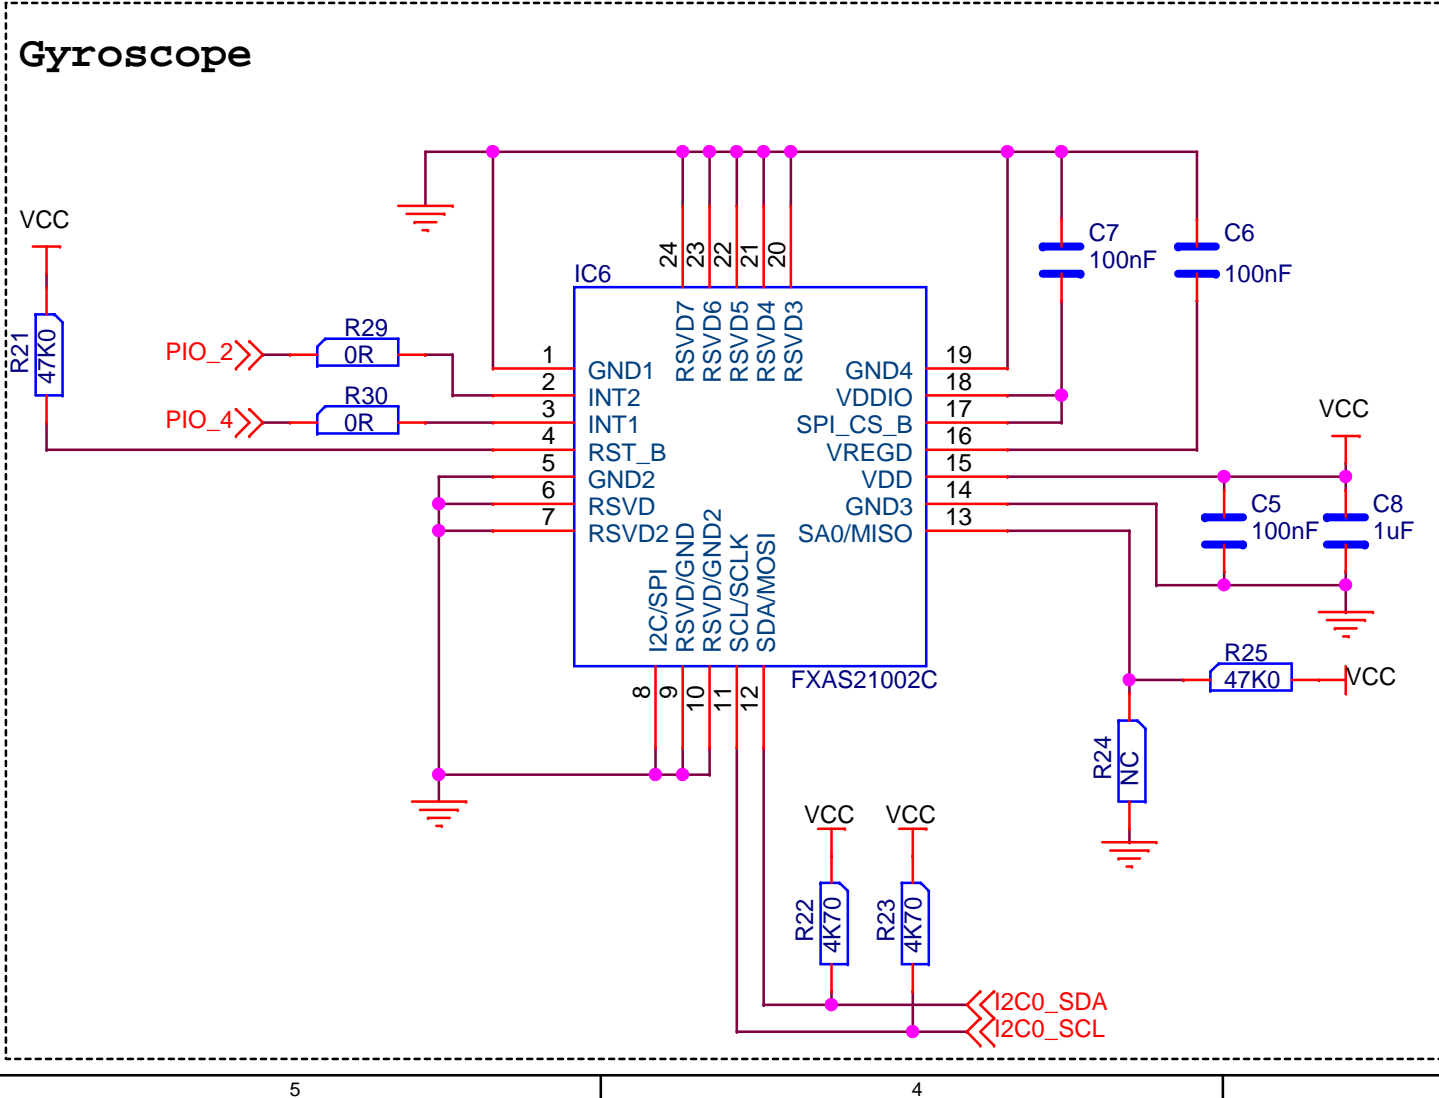 Gyroscope
VCC
R21
47K0
PIO_2
R29
0R
PIO_4
R30
0R
IC6
24
23
22
21
20
RSVD7
RSVD6
RSVD5
RSVD4
RSVD3
C7
100nF
C6
100nF
1
GND1
2
INT2
3
INT1
4
RST_B
5
GND2
6
RSVD
7
RSVD2
19
GND4
18
VDDIO
17
SPI_CS_B
16
VREGD
15
VDD
14
GND3
13
SA0/MISO
I2C/SPI
RSVD/GND
RSVD/GND2
SCL/SCLK
SDA/MOSI
8
9
10
11
12
FXAS21002C
VCC
C5
100nF
C8
1uF
R25
47K0
VCC
R24
NC
VCC
VCC
R22
4K70
R23
4K70
I2C0_SDA
I2C0_SCL
5
4